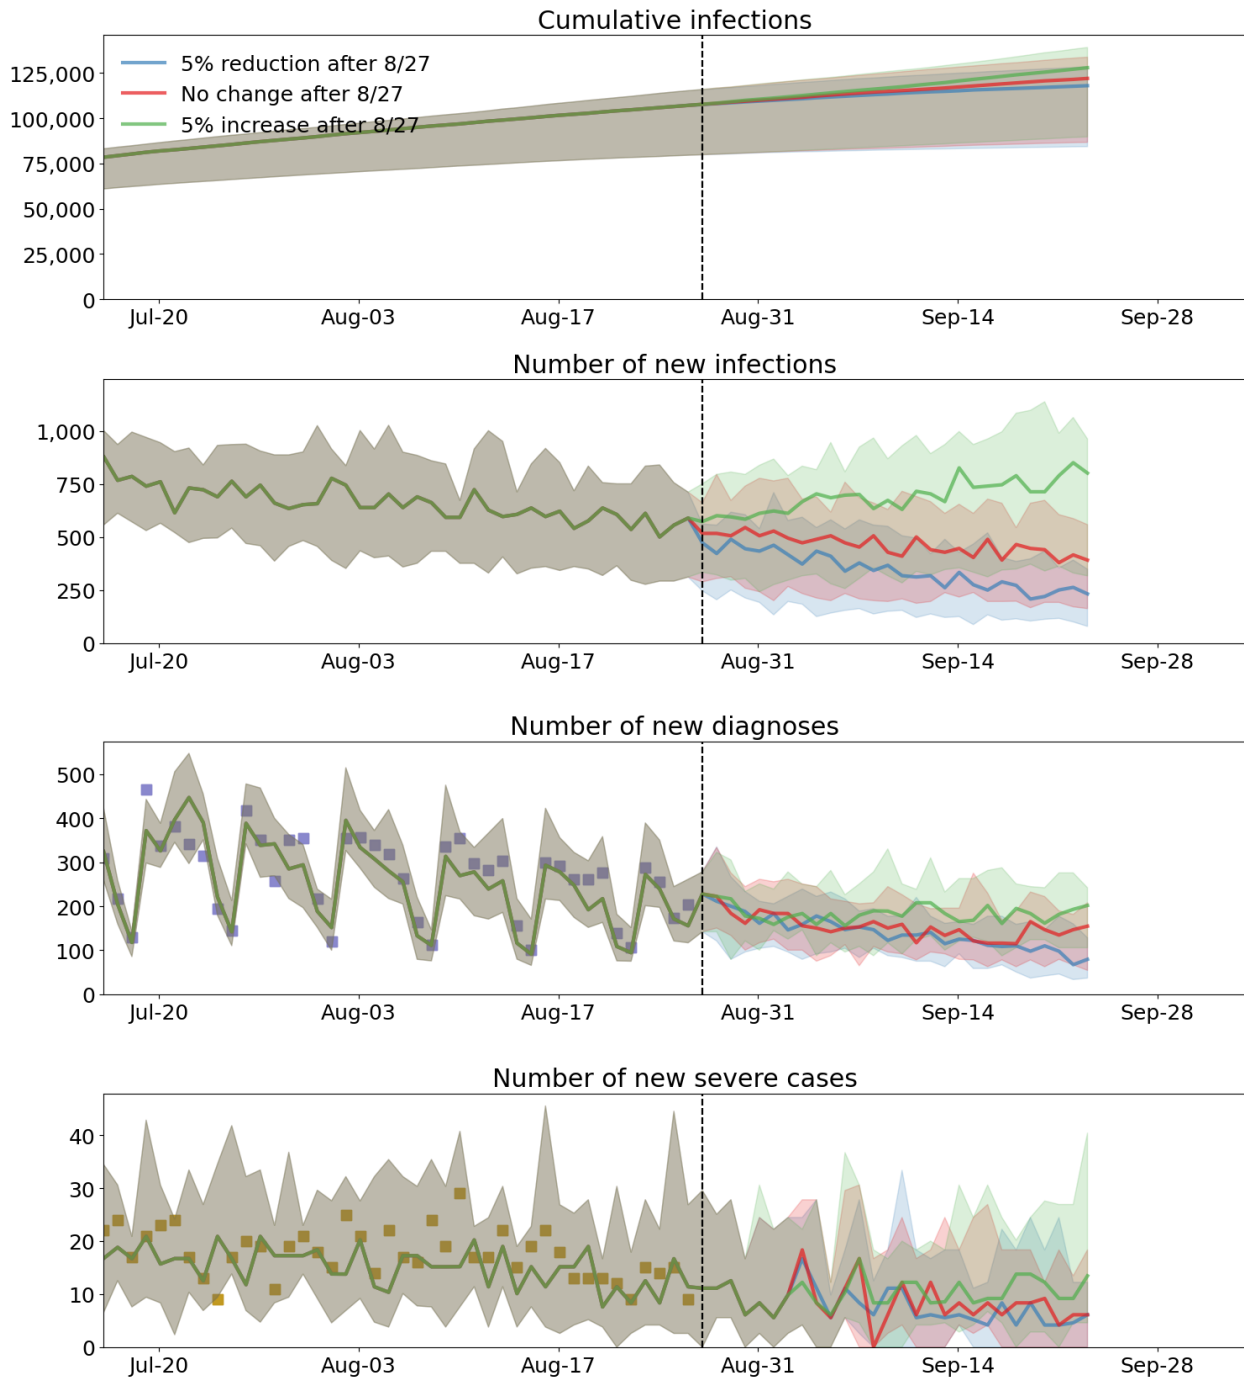 Cumulative infections
125,000
100,000
75,000
50,000
25,000
0
5% reduction after 8/27
No change after 8/27
5% increase after 8/27
Jul-20 Aug-03 Aug-17 Aug-31 Sep-14 Sep-28
Number of new infections
1,000
750
500
250
0
Jul-20 Aug-03 Aug-17 Aug-31 Sep-14 Sep-28
Number of new diagnoses
500
400
300
200
100
0
Jul-20 Aug-03 Aug-17 Aug-31 Sep-14 Sep-28
Number of new severe cases
40
30
20
10
0
Jul-20 Aug-03 Aug-17 Aug-31 Sep-14 Sep-28